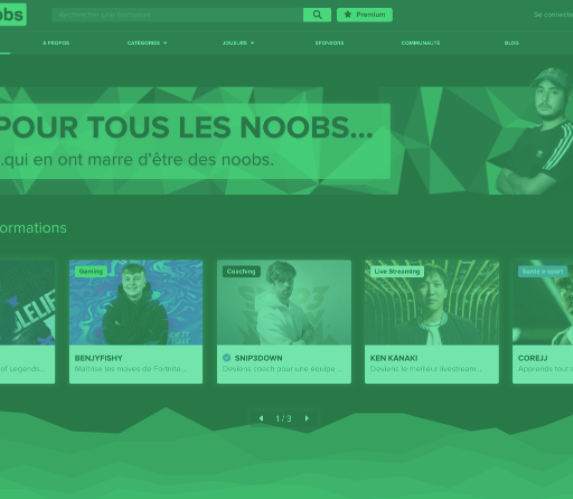 obs
Rechercher une formation
Premium
Se connecte
A PROPOS
CATÉGORIES
JOUEURS
SPONSORS
COMMUNAUTÉ
BLOG
POUR TOUS LES NOOBS...
..qui en ont marre d'être des noobs.
ormations
Gaming
Coaching
Live Streaming
Santé e sport
BENJYFISHY
SNIP3DOWN
KEN KANAKI
COREJJ
of Legends...
Maîtrise les moves de Fortnite...
Deviens coach pour une équipe ...
Deviens le meilleur livestream...
Apprends tout s
1 / 3